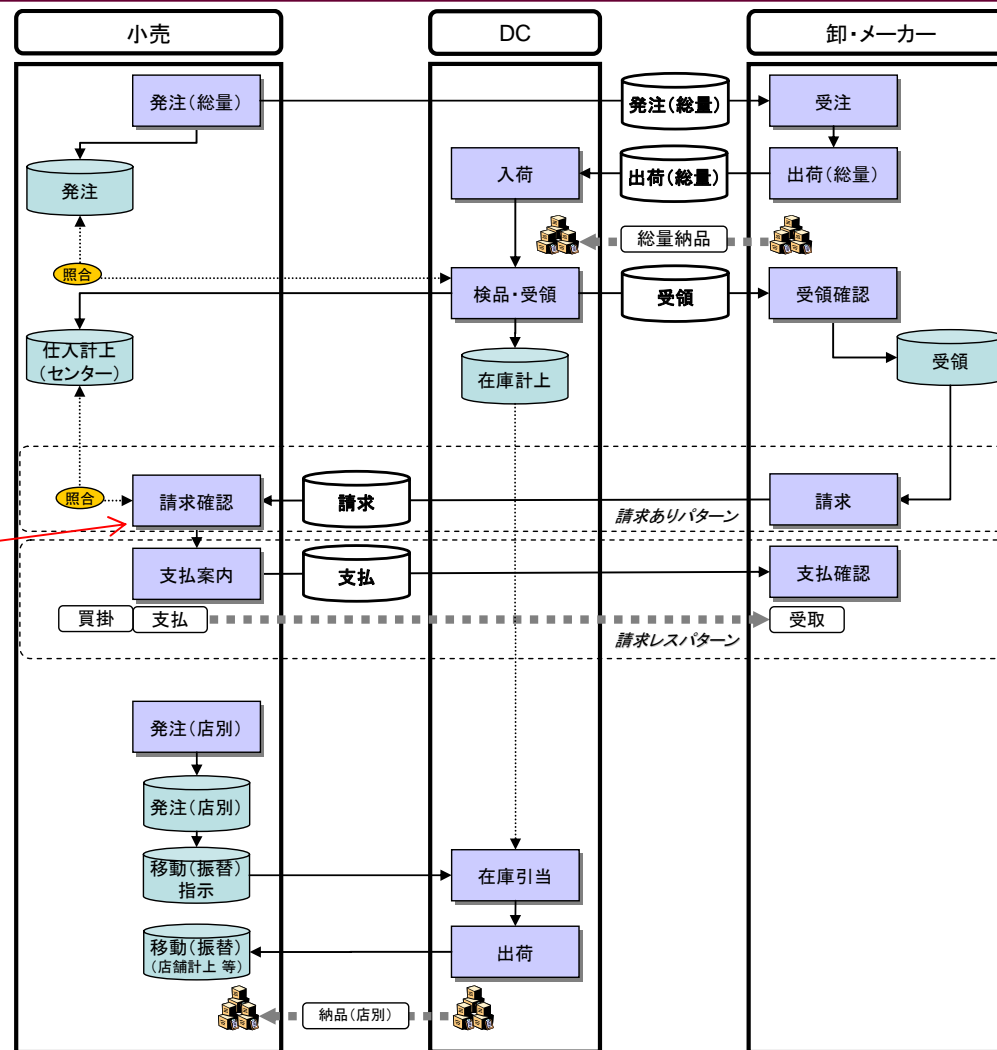 小売
DC
卸・メーカー
発注(総量)
発注(総量)
受注
発注
入荷
出荷(総量)
出荷(総量)
総量納品
照合
検品・受領
受領
受領確認
仕入計上
(センター)
在庫計上
受領
照合
請求確認
請求
請求
請求ありパターン
支払案内
支払
支払確認
買掛
支払
受取
請求レスパターン
発注(店別)
発注(店別)
移動(振替)
指示
在庫引当
移動(振替)
(店舗計上 等)
出荷
納品(店別)